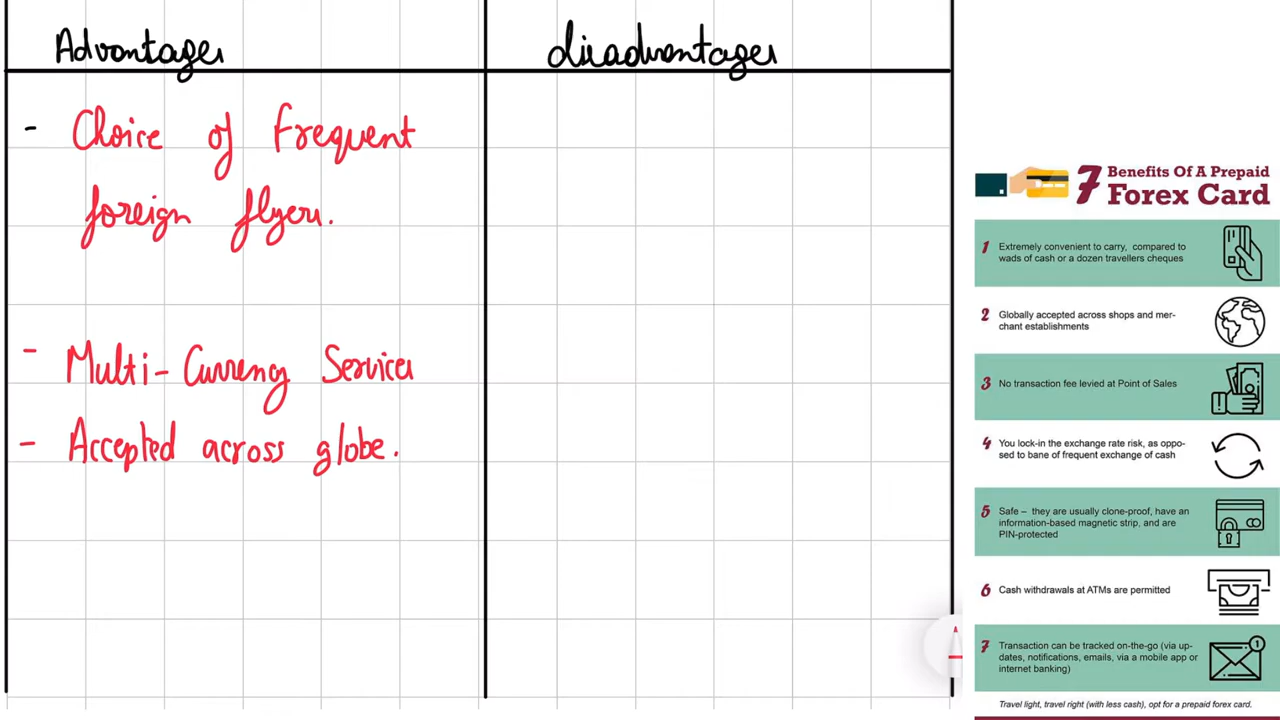 Advantages
disadvantages
- Choice of Frequent
foreign flyers.
- Multi-Currency Services
- Accepted across globe.
7 Benefits Of A Prepaid
Forex Card
1 Extremely convenient to carry, compared to
wads of cash or a dozen travellers cheques
2 Globally accepted across shops and mer-
chant establishments
3 No transaction fee levied at Point of Sales
4 You lock-in the exchange rate risk, as oppo-
sed to bane of frequent exchange of cash
5 Safe – they are usually clone-proof, have an
information-based magnetic strip, and are
PIN-protected
6 Cash withdrawals at ATMs are permitted
7 Transaction can be tracked on-the-go (via up-
dates, notifications, emails, via a mobile app or
internet banking)
1
Travel light, travel right (with less cash), opt for a prepaid forex card.